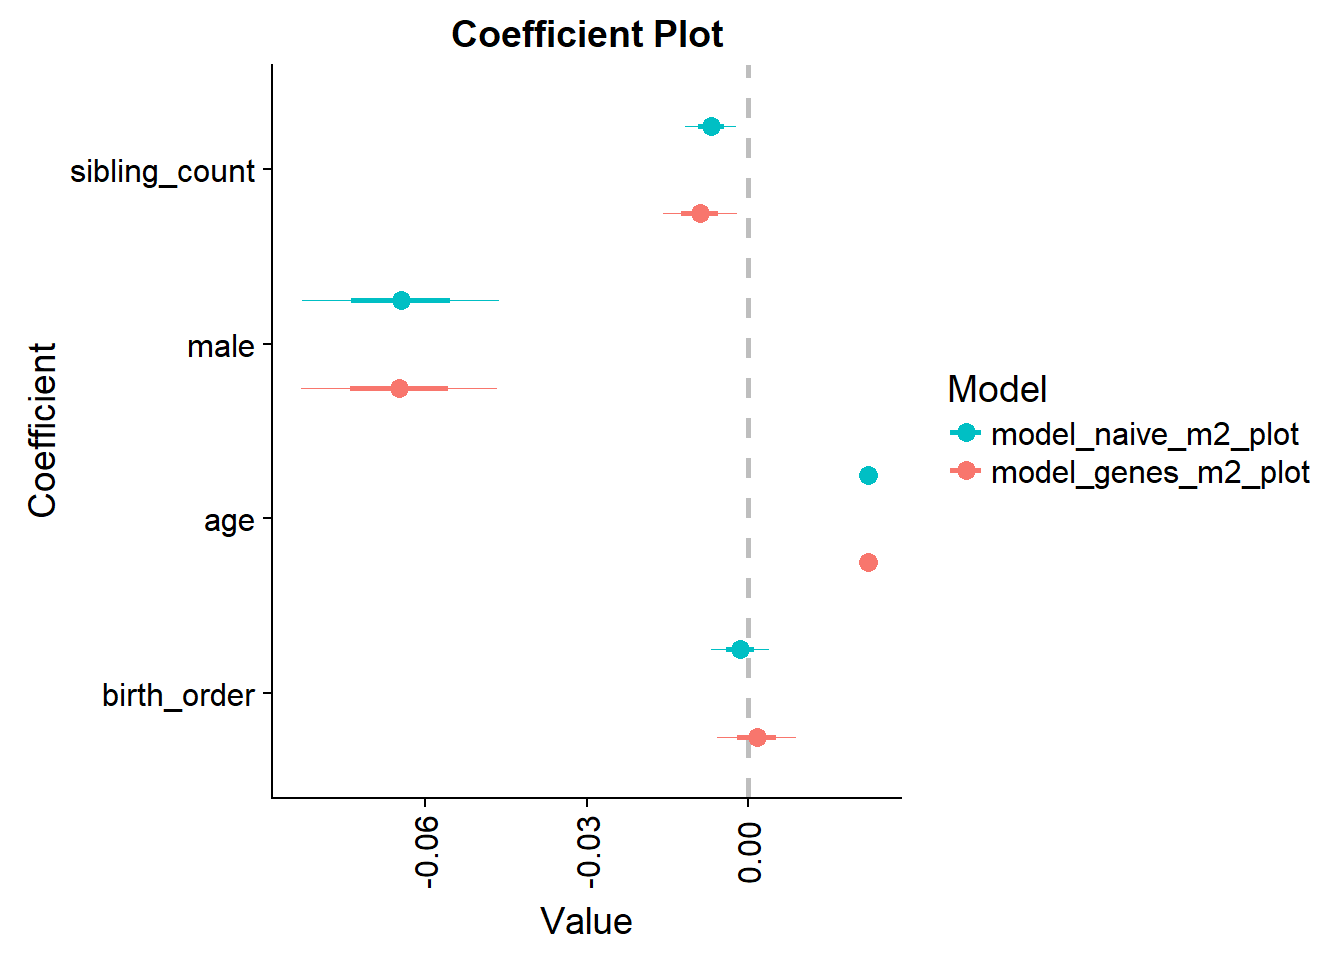 Coefficient Plot
sibling_count
male
age
birth_order
Coefficient
-0.06
-0.03
0.00
Value
Model
model_naive_m2_plot
model_genes_m2_plot